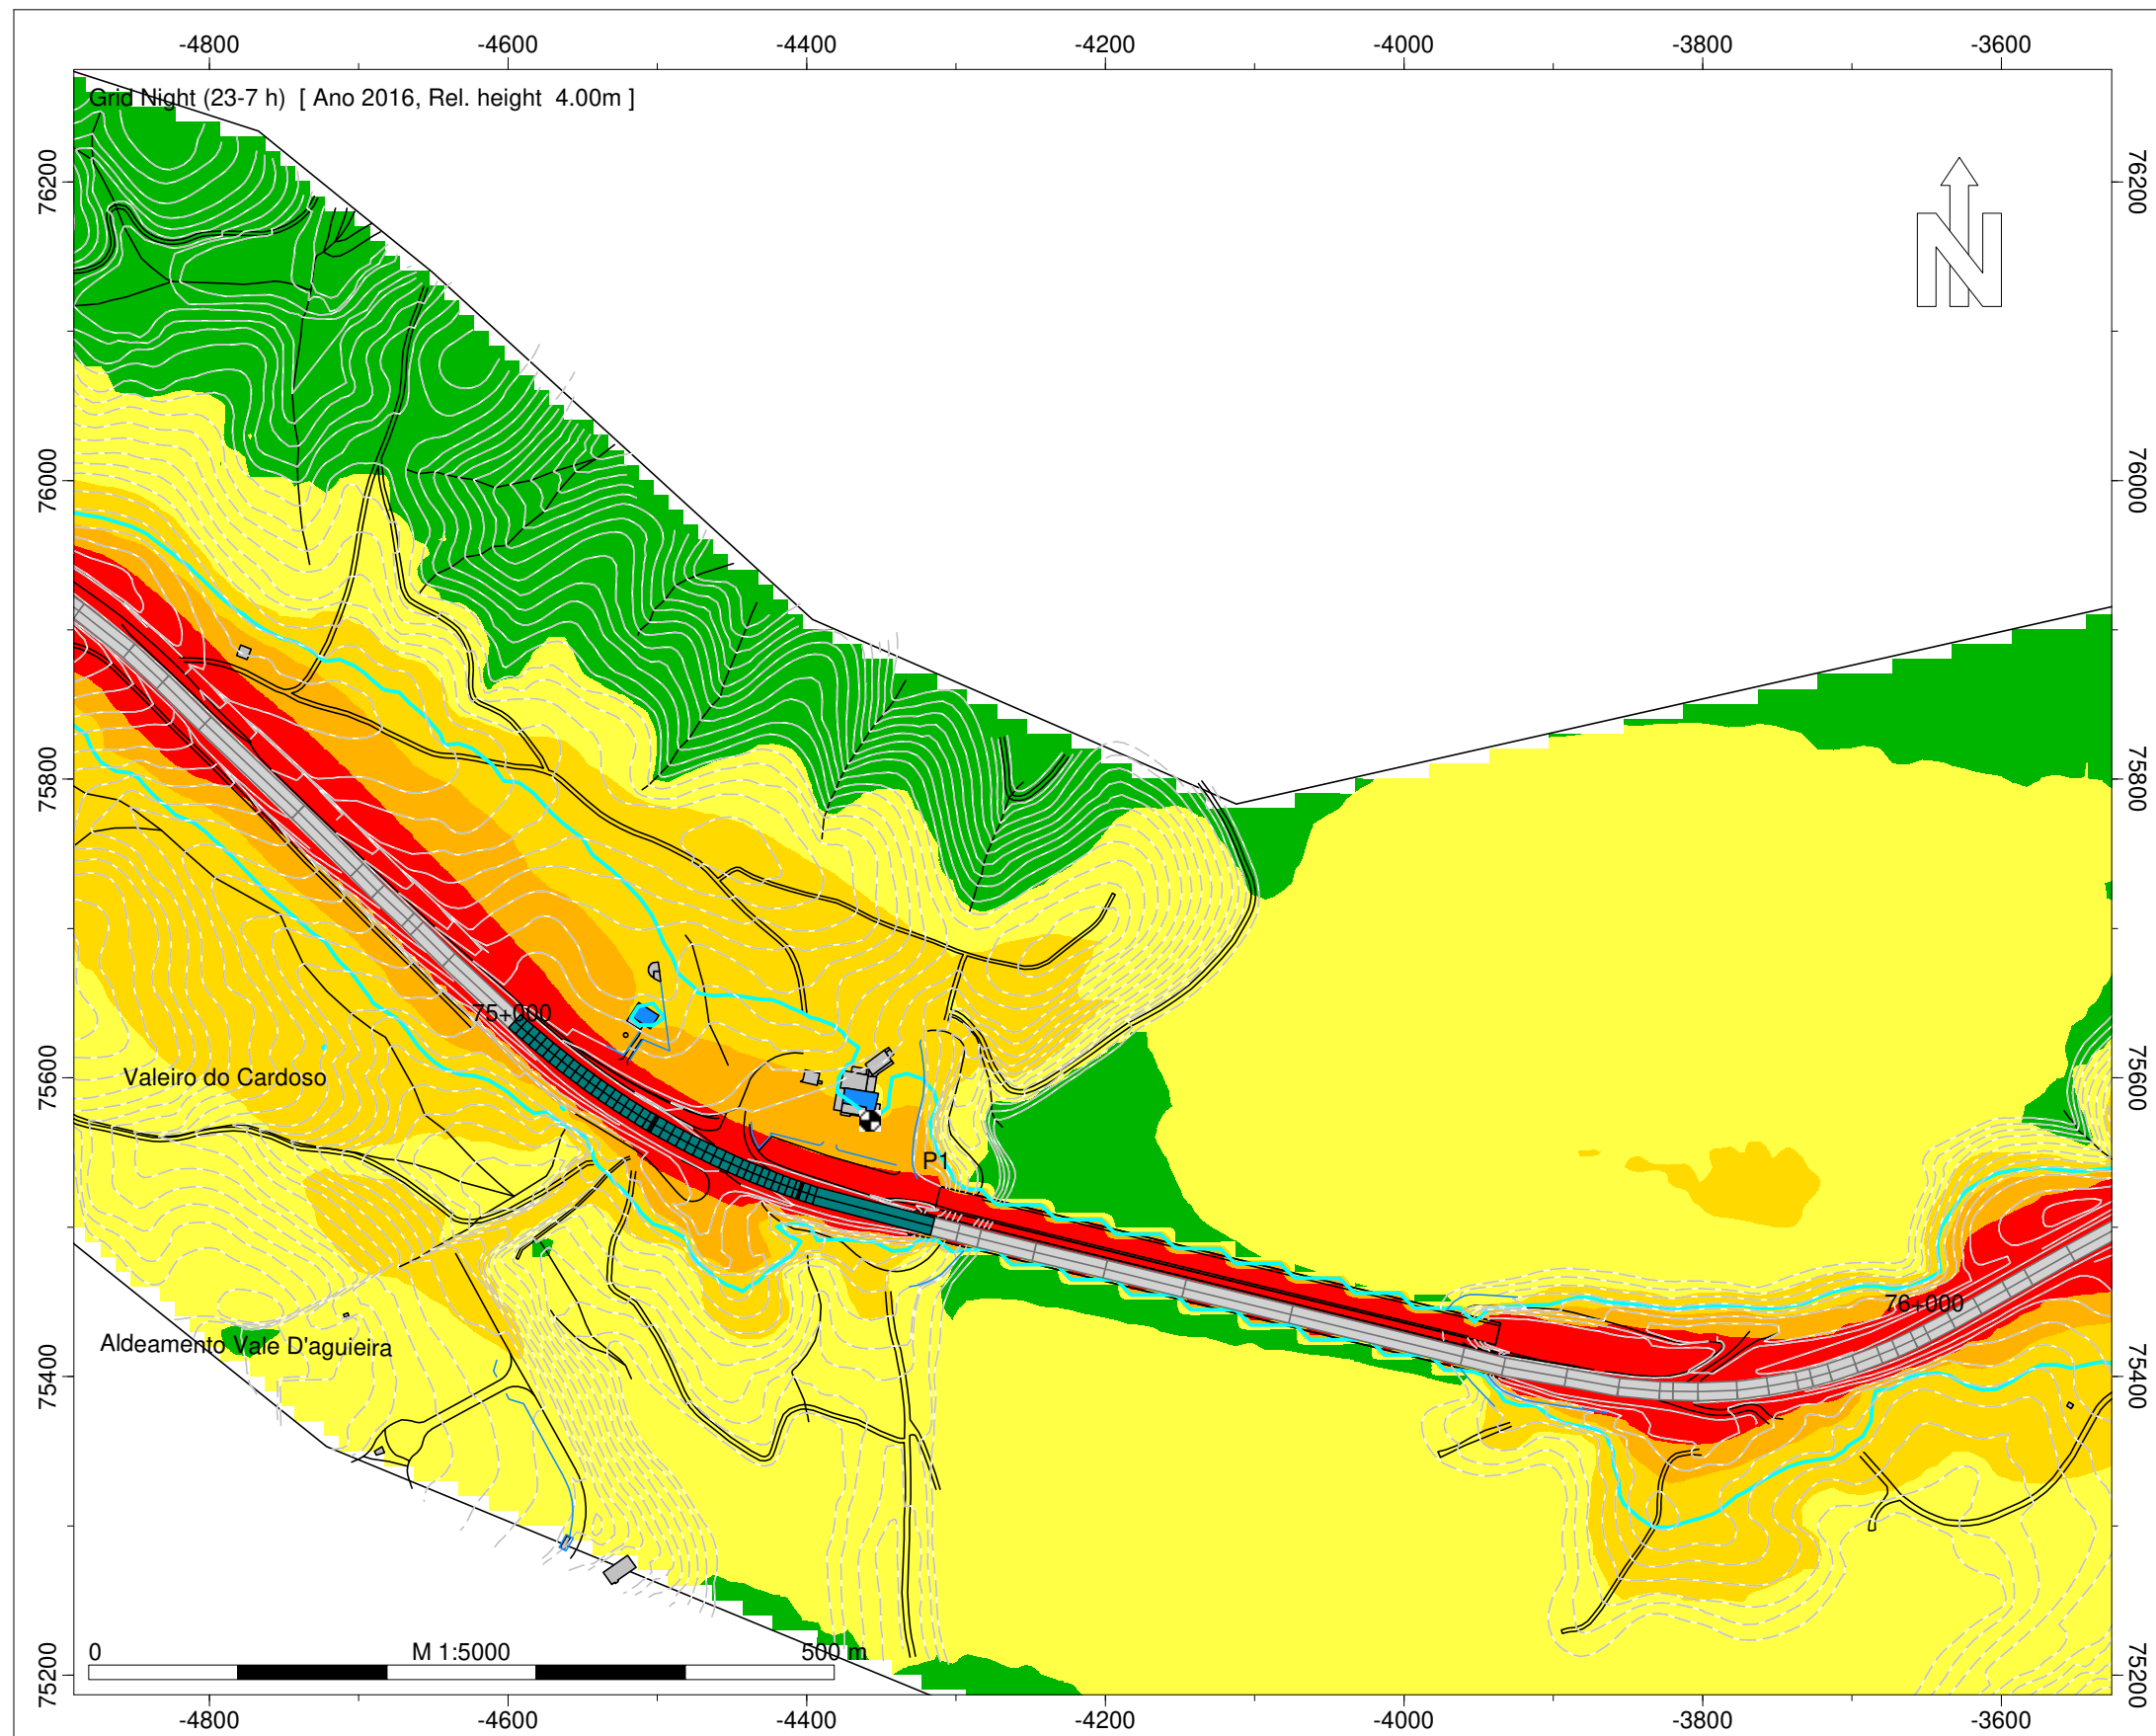 -4800 -4600 -4400 -4200 -4000 -3800 -3600
Grid Night (23-7 h) [ Ano 2016, Rel. height 4.00m ]
76200 76200
N
76000 76000
75800 75800
75+000
Valeiro do Cardoso
75600 75600
P1
76+000
Aldeamento Vale D'aguieira
75400 75400
0 M 1:5000 500 m
75200 75200
-4800 -4600 -4400 -4200 -4000 -3800 -3600